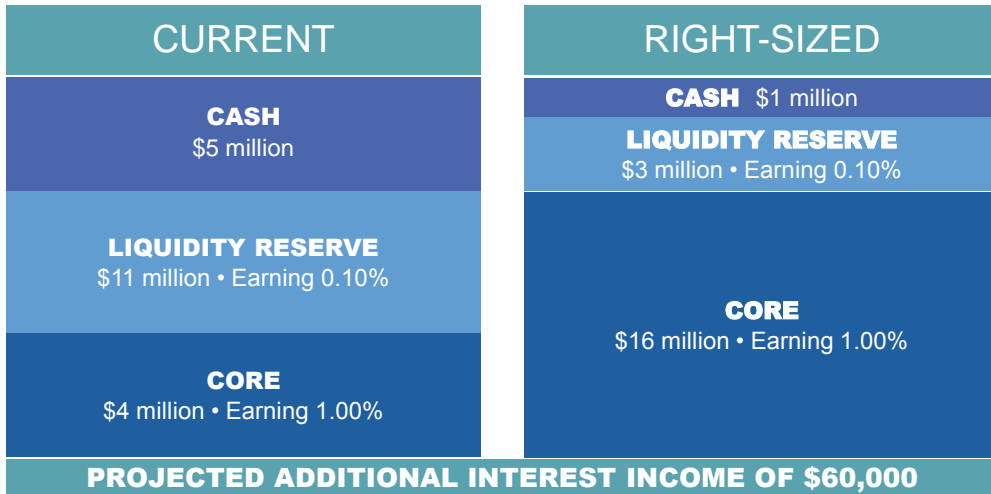 CURRENT
CASH
$5 million
LIQUIDITY RESERVE
$11 million • Earning 0.10%
CORE
$4 million • Earning 1.00%
RIGHT-SIZED
CASH $1 million
LIQUIDITY RESERVE
$3 million • Earning 0.10%
CORE
$16 million • Earning 1.00%
PROJECTED ADDITIONAL INTEREST INCOME OF $60,000